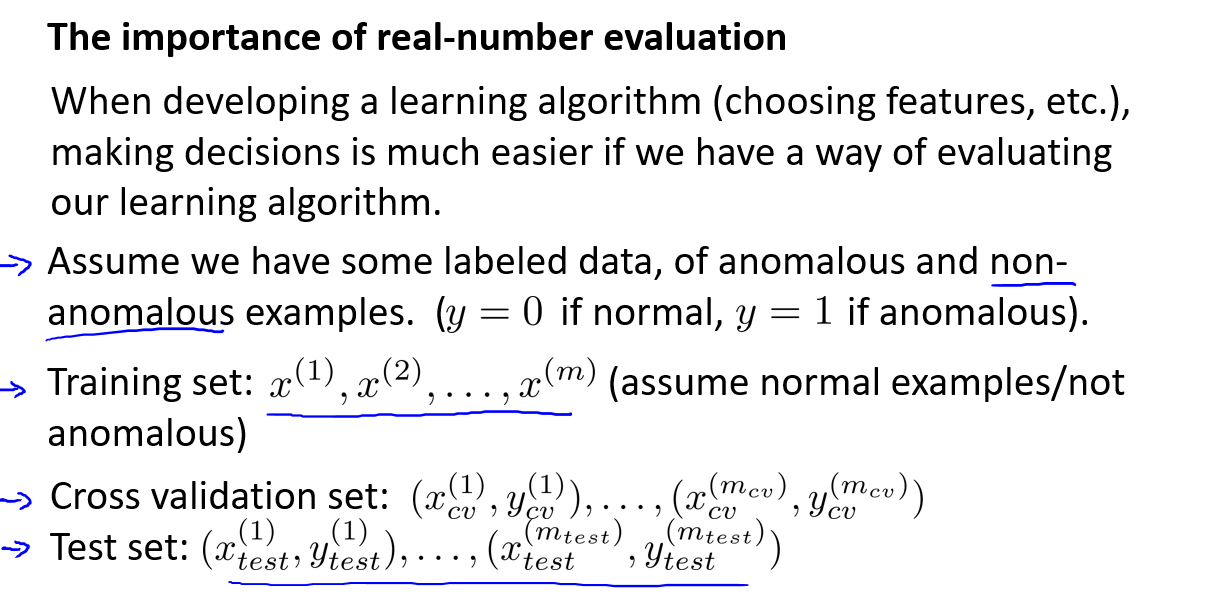 The importance of real-number evaluation
When developing a learning algorithm (choosing features, etc.),
making decisions is much easier if we have a way of evaluating
our learning algorithm.
Assume we have some labeled data, of anomalous and non-
anomalous examples. (y = 0 if normal, y = 1 if anomalous).
Training set: x^{(1)}, x^{(2)}, . . . , x^{(m)} (assume normal examples/not
anomalous)
Cross validation set: (x_{cv}^{(1)}, y_{cv}^{(1)}), . . . , (x_{cv}^{(m_{cv})}, y_{cv}^{(m_{cv})})
Test set: (x_{test}^{(1)}, y_{test}^{(1)}), . . . , (x_{test}^{(m_{test})}, y_{test}^{(m_{test})})